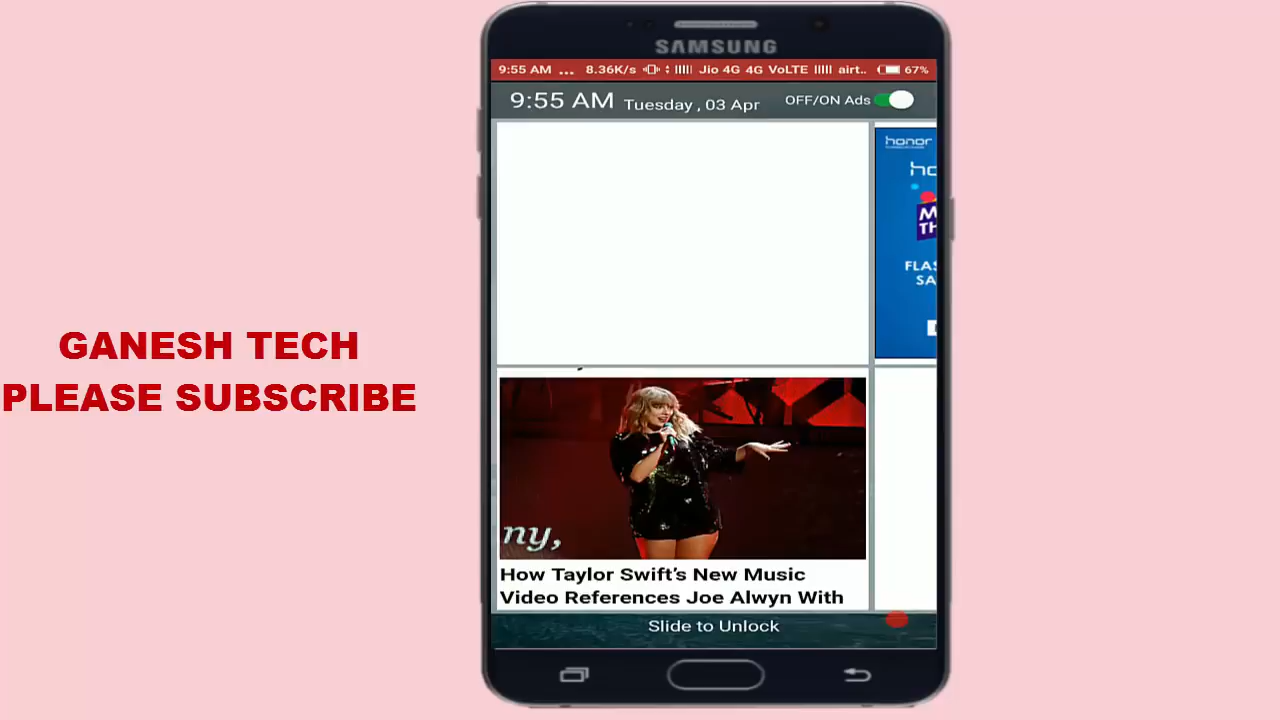 SAMSUNG
9:55 AM ... 8.36K/s Jio 4G 4G VoLTE airt.. 67%
9:55 AM Tuesday , 03 Apr OFF/ON Ads
honor
ho
M
TH
FLAS
SA
GANESH TECH
PLEASE SUBSCRIBE
ny,
How Taylor Swift's New Music
Video References Joe Alwyn With
Slide to Unlock